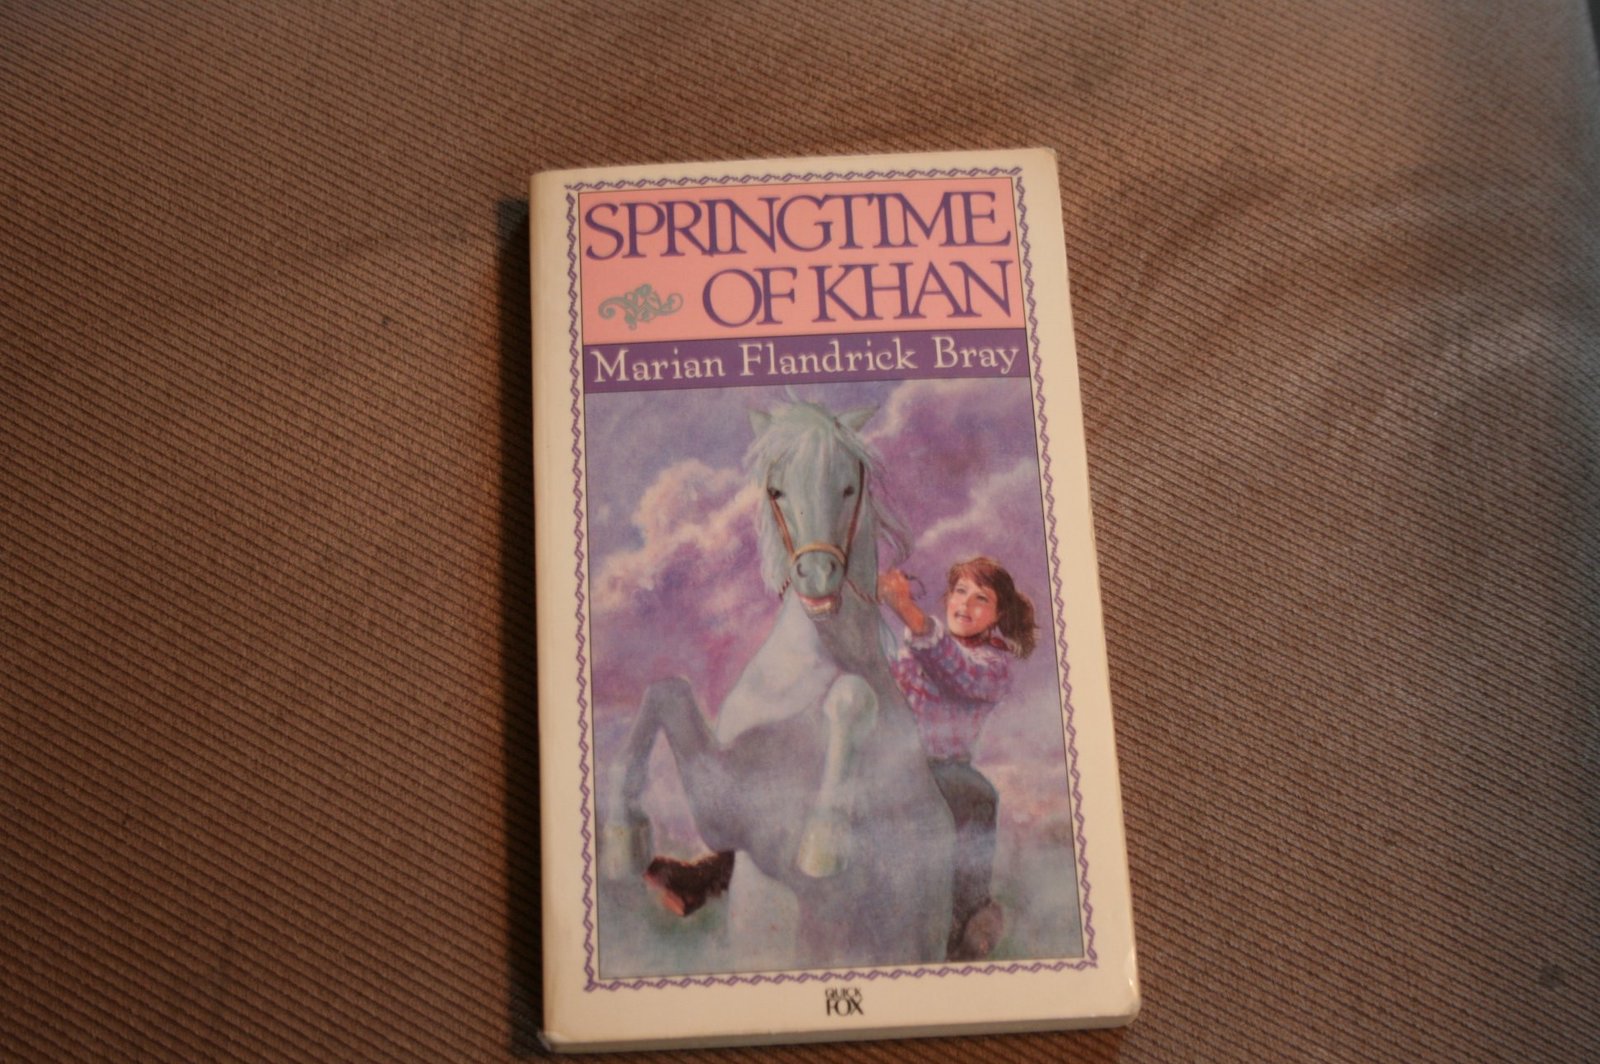 SPRINGTIME
OF KHAN
Marian Flandrick Bray
QUICK
FOX